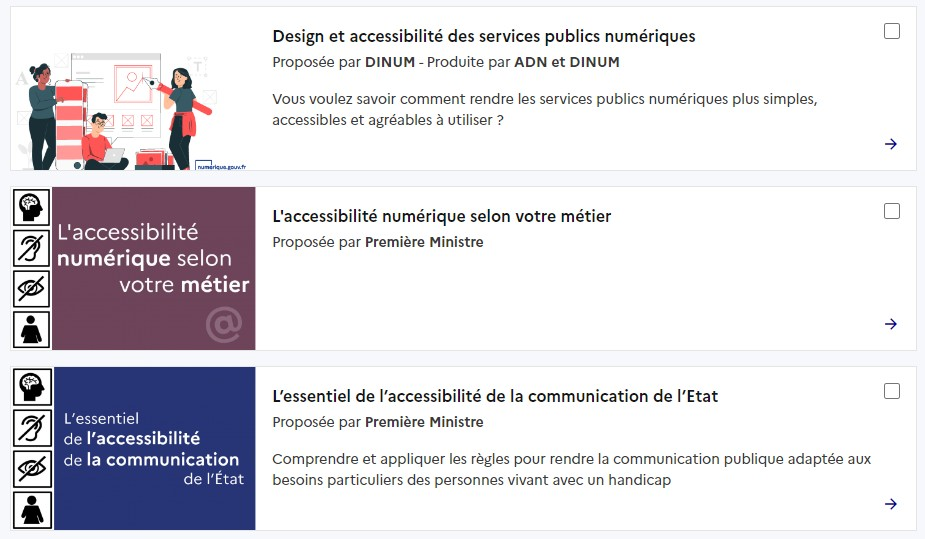 Design et accessibilité des services publics numériques
Proposée par DINUM - Produite par ADN et DINUM
Vous voulez savoir comment rendre les services publics numériques plus simples,
accessibles et agréables à utiliser ?
numérique.gouv.fr
L'accessibilité
numérique selon
votre métier
@
L'accessibilité numérique selon votre métier
Proposée par Première Ministre
L’essentiel
de l’accessibilité
de la communication
de l’État
L’essentiel de l’accessibilité de la communication de l’Etat
Proposée par Première Ministre
Comprendre et appliquer les règles pour rendre la communication publique adaptée aux
besoins particuliers des personnes vivant avec un handicap